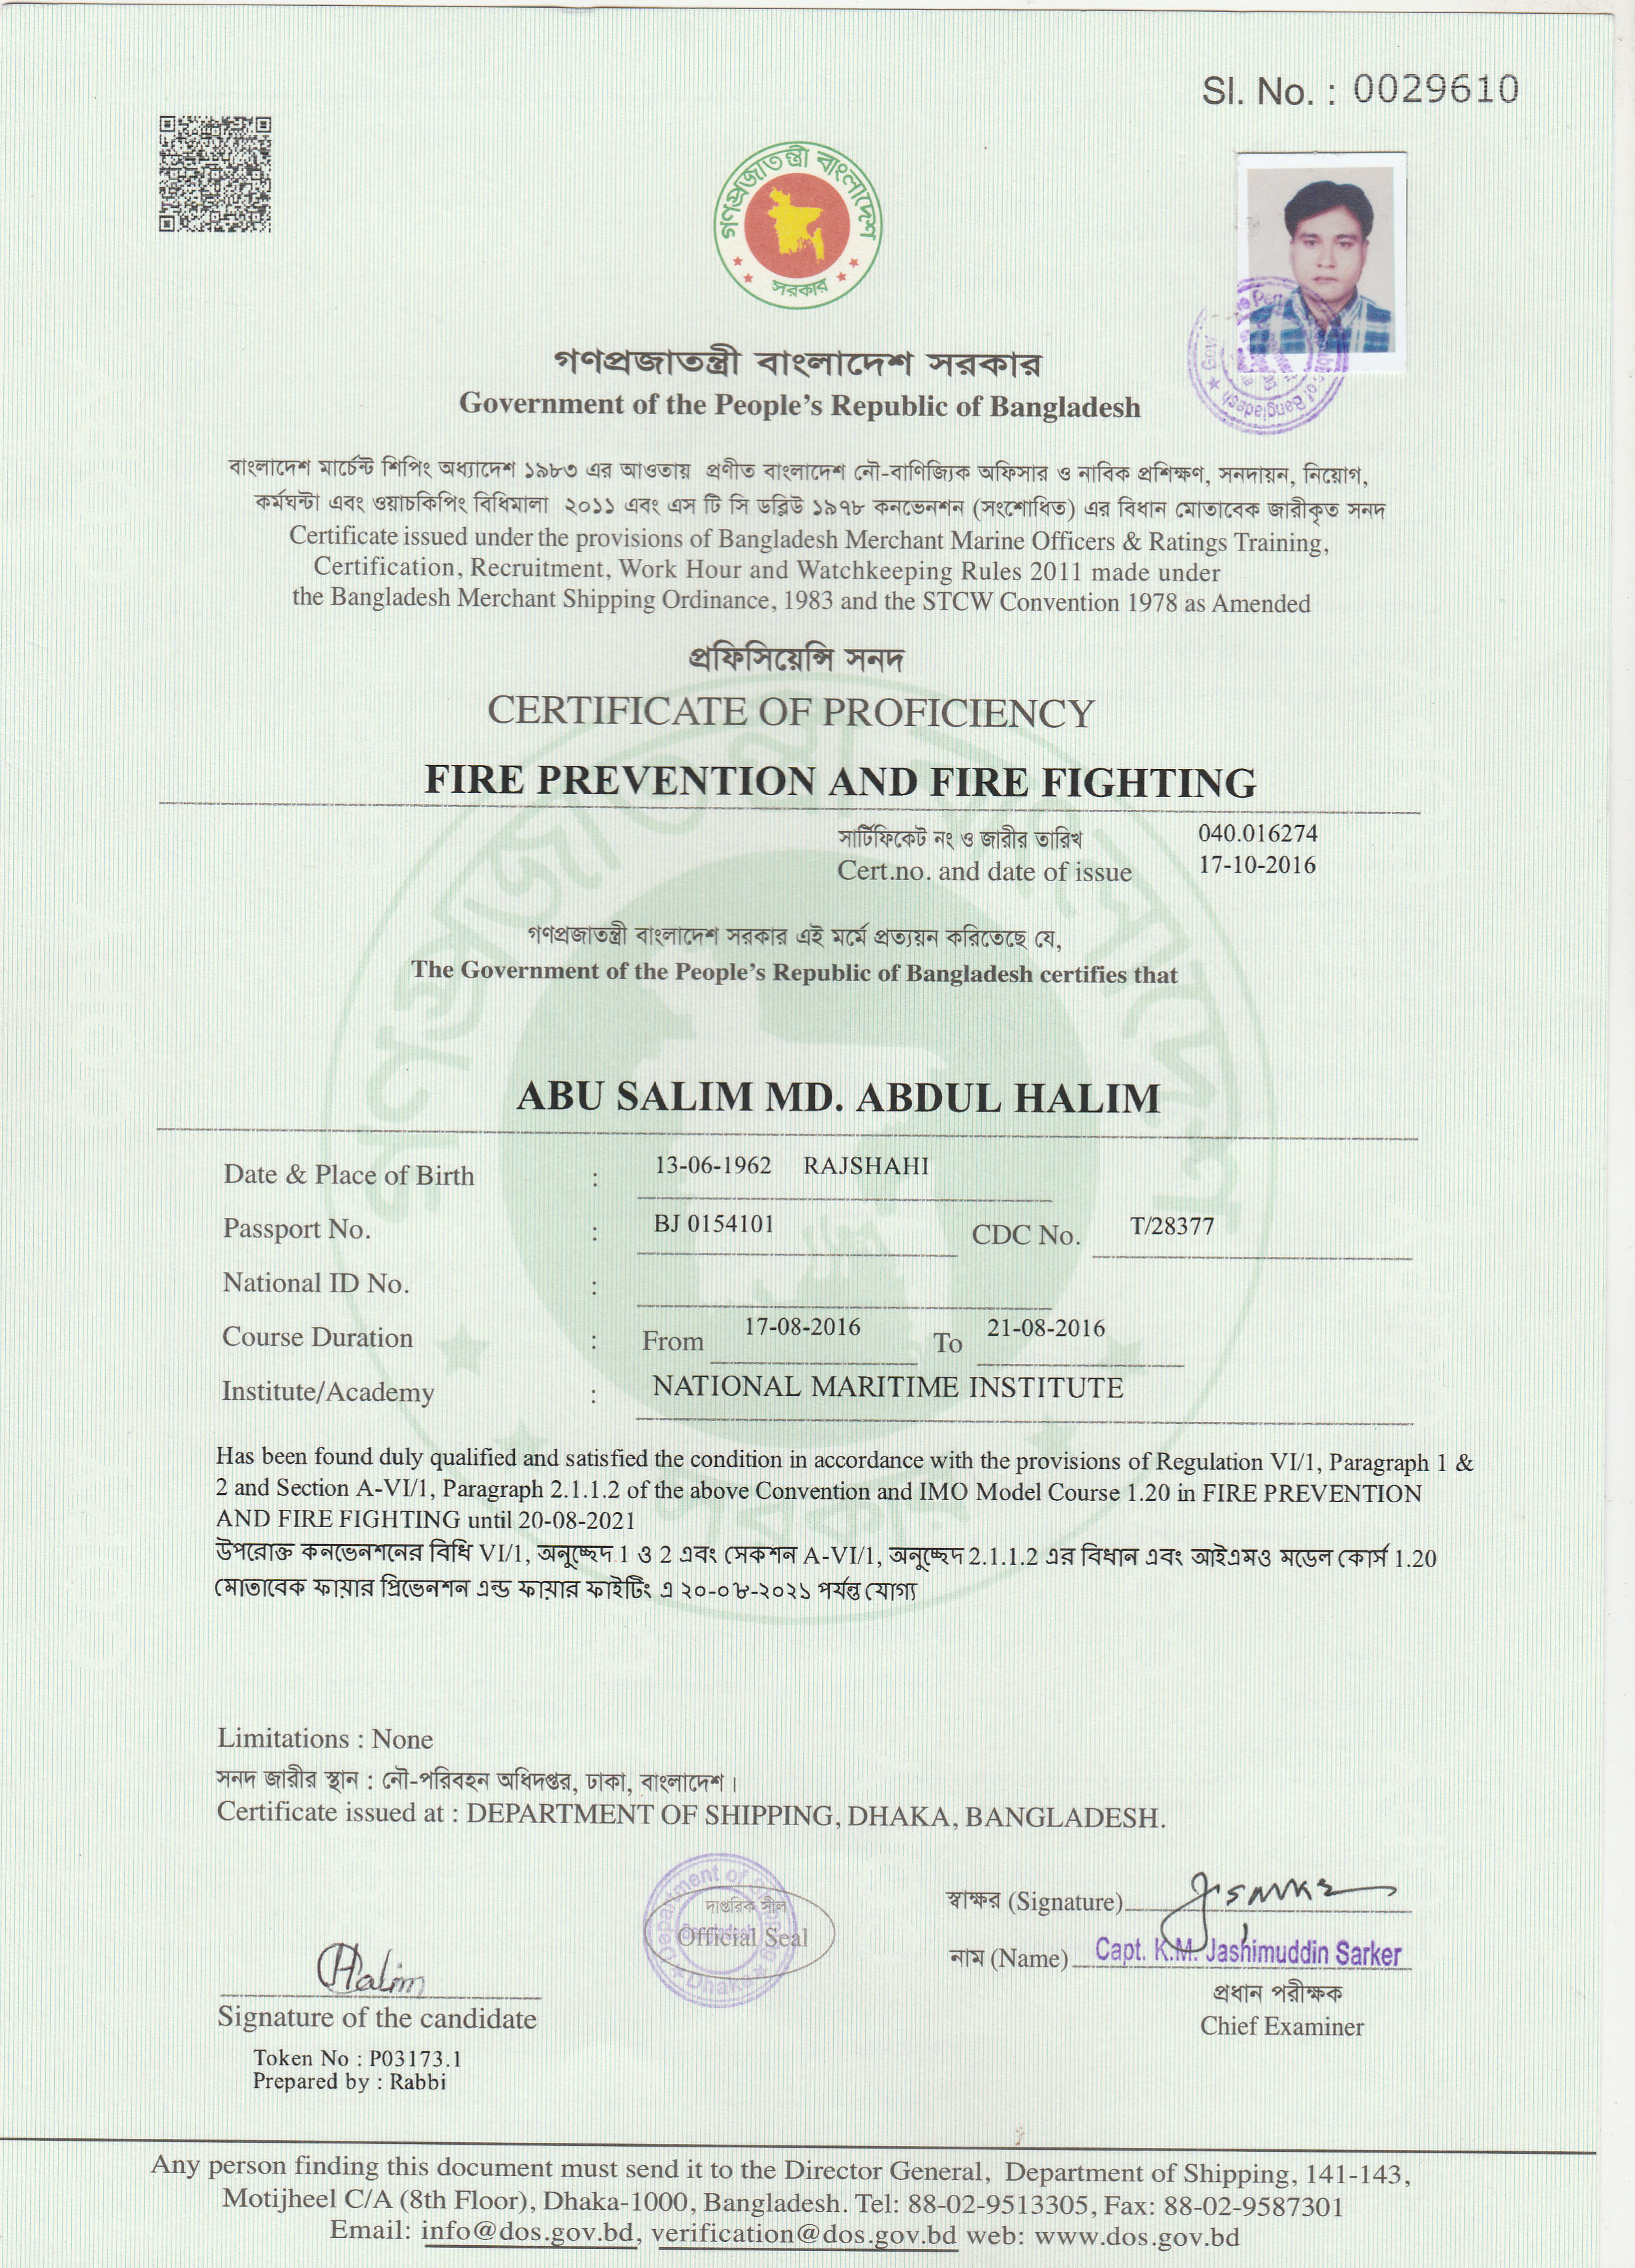 Sl. No. : 0029610
গণপ্রজাতন্ত্রী বাংলাদেশ
সরকার
গণপ্রজাতন্ত্রী বাংলাদেশ সরকার
Government of the People's Republic of Bangladesh
বাংলাদেশ মার্চেন্ট শিপিং অধ্যাদেশ ১৯৮৩ এর আওতায় প্রণীত বাংলাদেশ নৌ-বাণিজ্যিক অফিসার ও নাবিক প্রশিক্ষণ, সনদায়ন, নিয়োগ,
কর্মঘন্টা এবং ওয়াচকিপিং বিধিমালা ২০১১ এবং এস টি সি ডব্লিউ ১৯৭৮ কনভেনশন (সংশোধিত) এর বিধান মোতাবেক জারীকৃত সনদ
Certificate issued under the provisions of Bangladesh Merchant Marine Officers & Ratings Training,
Certification, Recruitment, Work Hour and Watchkeeping Rules 2011 made under
the Bangladesh Merchant Shipping Ordinance, 1983 and the STCW Convention 1978 as Amended
প্রফিসিয়েন্সি সনদ
CERTIFICATE OF PROFICIENCY
FIRE PREVENTION AND FIRE FIGHTING
সার্টিফিকেট নং ও জারীর তারিখ 040.016274
Cert.no. and date of issue 17-10-2016
গণপ্রজাতন্ত্রী বাংলাদেশ সরকার এই মর্মে প্রত্যয়ন করিতেছে যে,
The Government of the People's Republic of Bangladesh certifies that
ABU SALIM MD. ABDUL HALIM
Date & Place of Birth : 13-06-1962 RAJSHAHI
Passport No. : BJ 0154101 CDC No. T/28377
National ID No. :
Course Duration : From 17-08-2016 To 21-08-2016
Institute/Academy : NATIONAL MARITIME INSTITUTE
Has been found duly qualified and satisfied the condition in accordance with the provisions of Regulation VI/1, Paragraph 1 &
2 and Section A-VI/1, Paragraph 2.1.1.2 of the above Convention and IMO Model Course 1.20 in FIRE PREVENTION
AND FIRE FIGHTING until 20-08-2021
উপরোক্ত কনভেনশনের বিধি VI/1, অনুচ্ছেদ 1 ও 2 এবং সেকশন A-VI/1, অনুচ্ছেদ 2.1.1.2 এর বিধান এবং আইএমও মডেল কোর্স 1.20
মোতাবেক ফায়ার প্রিভেনশন এন্ড ফায়ার ফাইটিং এ ২০-০৮-২০২১ পর্যন্ত যোগ্য
Limitations : None
সনদ জারীর স্থান : নৌ-পরিবহন অধিদপ্তর, ঢাকা, বাংলাদেশ।
Certificate issued at : DEPARTMENT OF SHIPPING, DHAKA, BANGLADESH.
দাপ্তরিক সীল
Official Seal
স্বাক্ষর (Signature)
নাম (Name) Capt. K.M. Jashimuddin Sarker
প্রধান পরীক্ষক
Chief Examiner
Halim
Signature of the candidate
Token No : P03173.1
Prepared by : Rabbi
Any person finding this document must send it to the Director General, Department of Shipping, 141-143,
Motijheel C/A (8th Floor), Dhaka-1000, Bangladesh. Tel: 88-02-9513305, Fax: 88-02-9587301
Email: info@dos.gov.bd, verification@dos.gov.bd web: www.dos.gov.bd